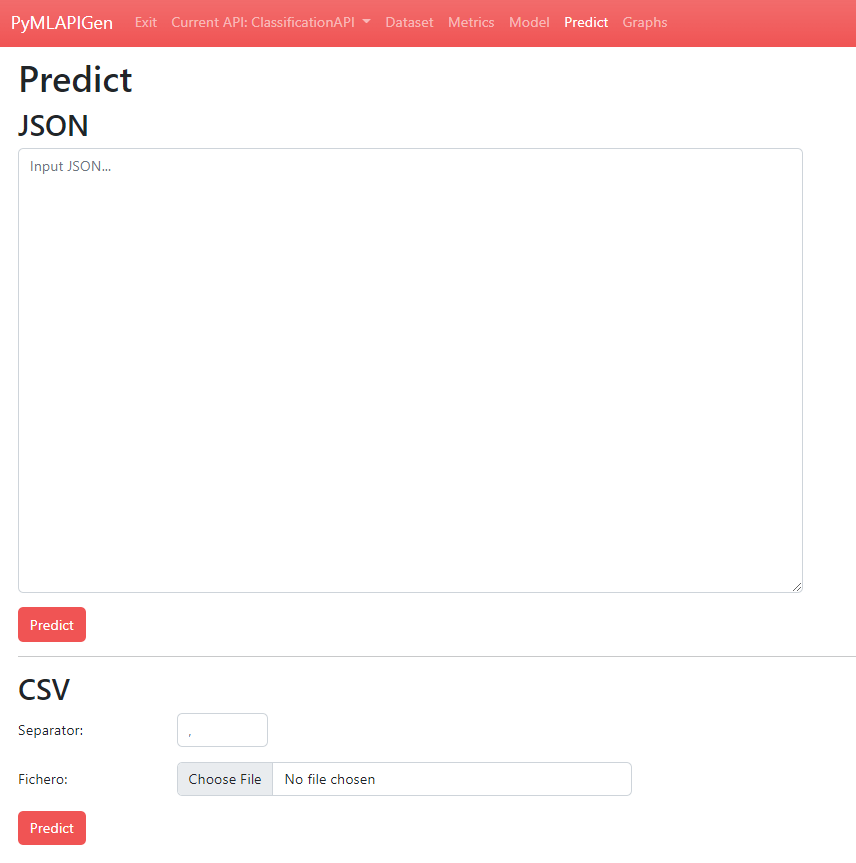 PyMLAPIGen Exit Current API: ClassificationAPI Dataset Metrics Model Predict Graphs
Predict
JSON
Input JSON...
Predict
CSV
Separator: ,
Fichero: Choose File No file chosen
Predict